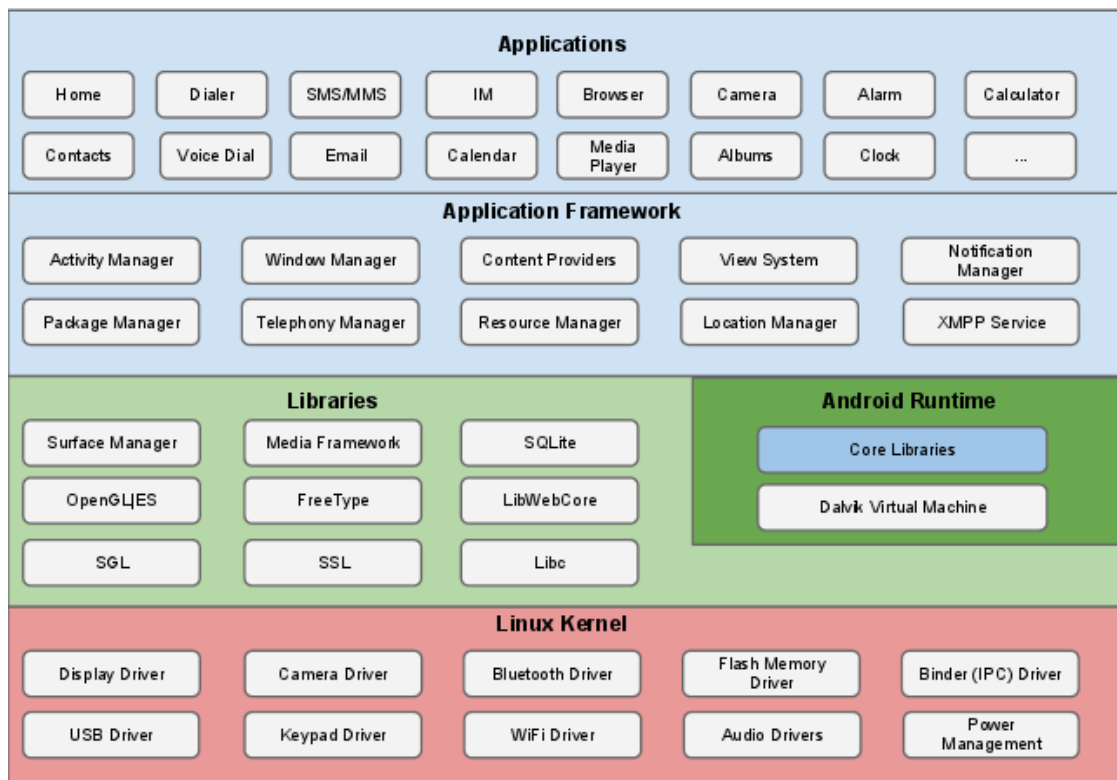 Applications
Home
Dialer
SMS/MMS
IM
Browser
Camera
Alarm
Calculator
Contacts
Voice Dial
Email
Calendar
Media
Player
Albums
Clock
...
Application Framework
Activity Manager
Window Manager
Content Providers
View System
Notification
Manager
Package Manager
Telephony Manager
Resource Manager
Location Manager
XMPP Service
Libraries
Surface Manager
Media Framework
SQLite
OpenGL|ES
FreeType
LibWebCore
SGL
SSL
Libc
Android Runtime
Core Libraries
Dalvik Virtual Machine
Linux Kernel
Display Driver
Camera Driver
Bluetooth Driver
Flash Memory
Driver
Binder (IPC) Driver
USB Driver
Keypad Driver
WiFi Driver
Audio Drivers
Power
Management